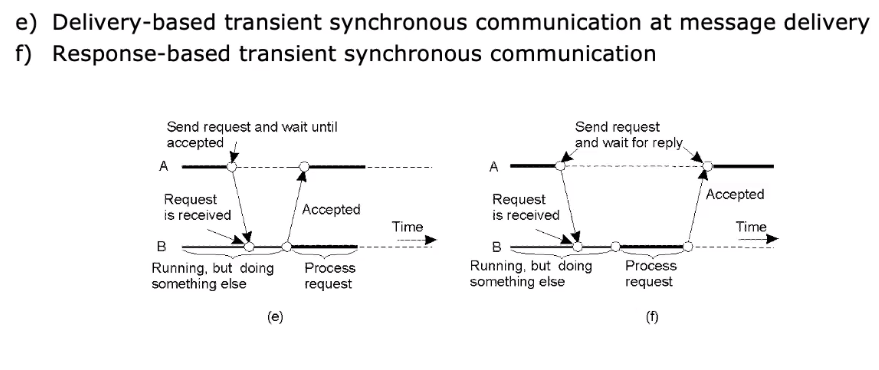 e) Delivery-based transient synchronous communication at message delivery
f) Response-based transient synchronous communication
Send request and wait until
accepted
A
Request
is received
Accepted
Time
B
Running, but doing
something else
Process
request
(e)
Send request
and wait for reply
A
Request
is received
Accepted
Time
B
Running, but doing
something else
Process
request
(f)